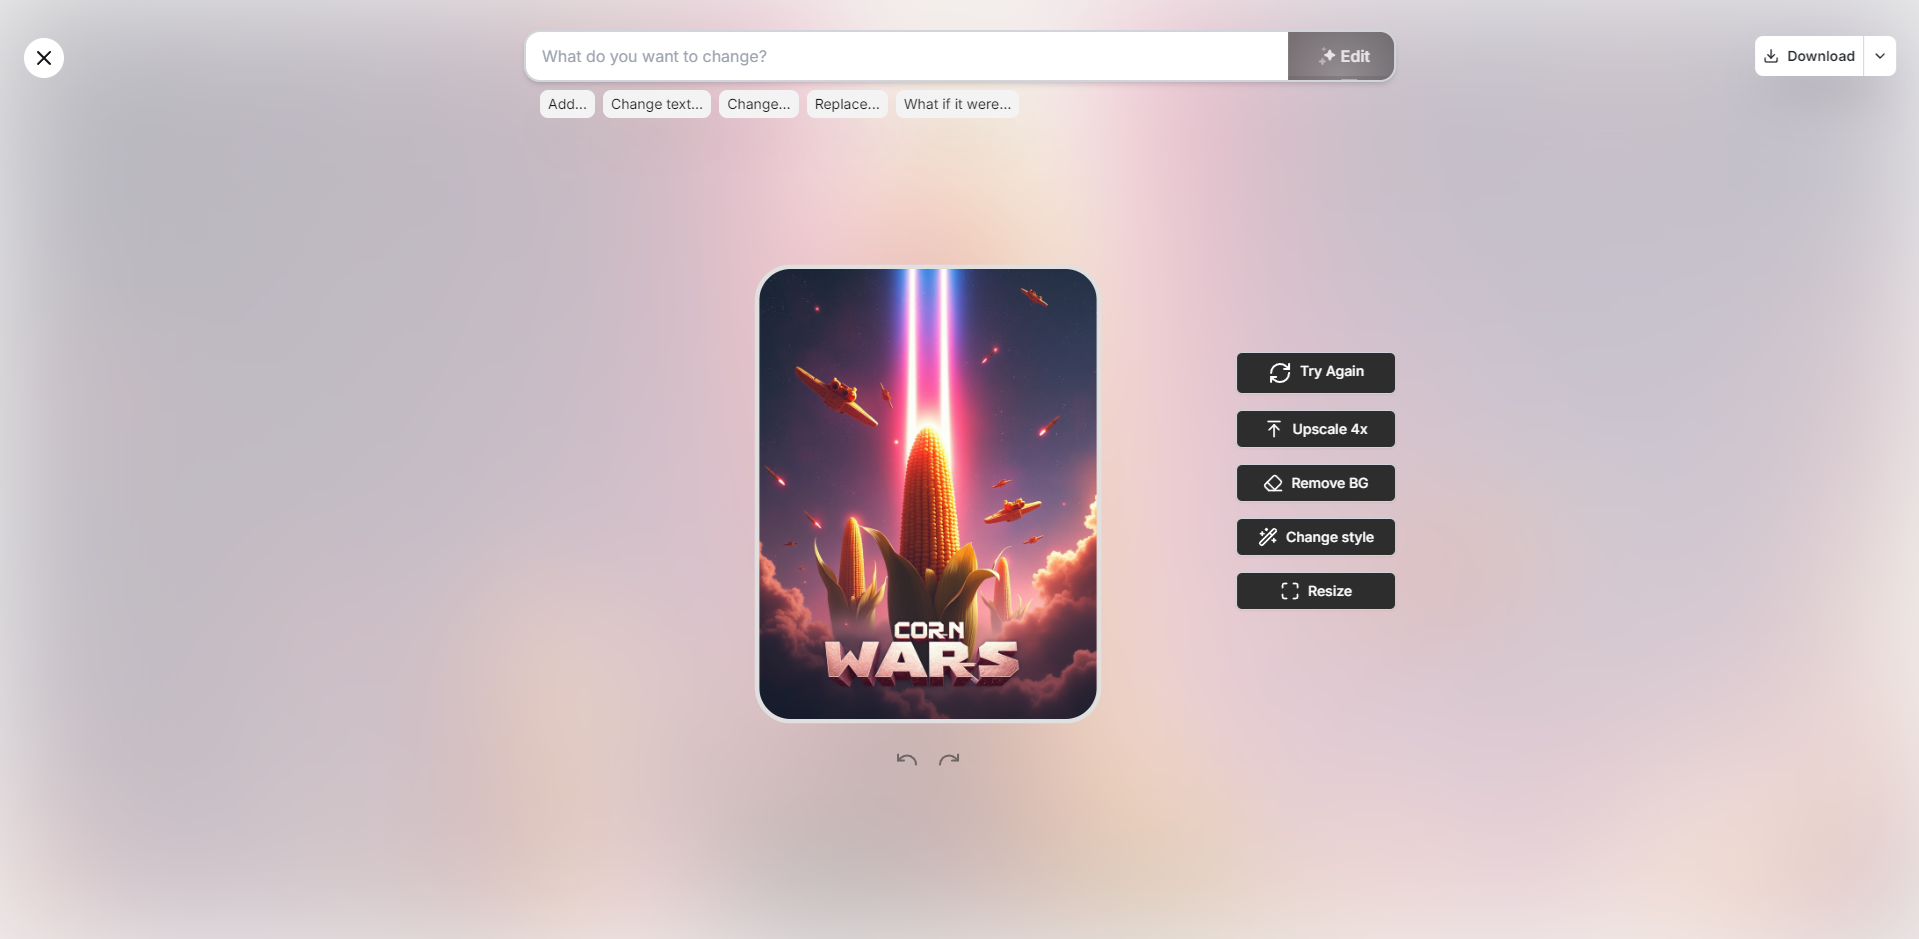 What do you want to change?
Edit
Download
Add...
Change text...
Change...
Replace...
What if it were...
Try Again
Upscale 4x
Remove BG
Change style
Resize
CORN
WARS